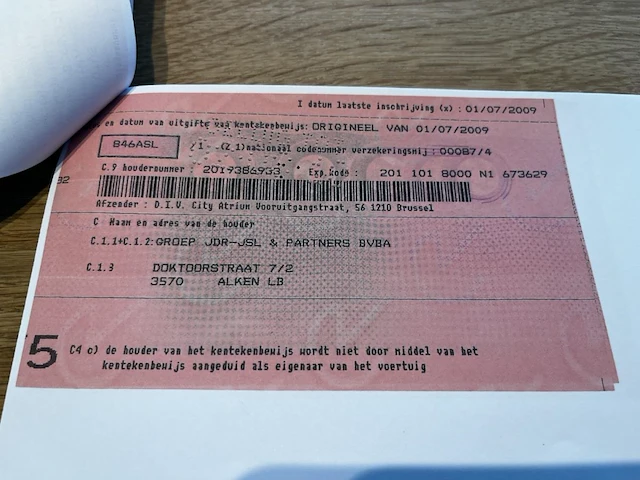 I datum laatste inschrijving (x) : 01/07/2009
en datum van uitgifte van kentekenbewijs: ORIGINEEL VAN 01/07/2009
846ASL
(Z.1) nationaal codenummer verzekeringsmij : 00087/4
C.9 houdernummer : 2019386933 Exp.Kode : 201 101 8000 N1 673629
Afzender : D.I.V. City Atrium Vooruitgangstraat, 56 1210 Brussel
C Naam en adres van de houder
C.1.1+C.1.2: GROEP JDR-JSL & PARTNERS BVBA
C.1.3 DOKTOORSTRAAT 7/2
3570 ALKEN LB
5 C4 c) de houder van het kentekenbewijs wordt niet door middel van het
kentekenbewijs aangeduid als eigenaar van het voertuig